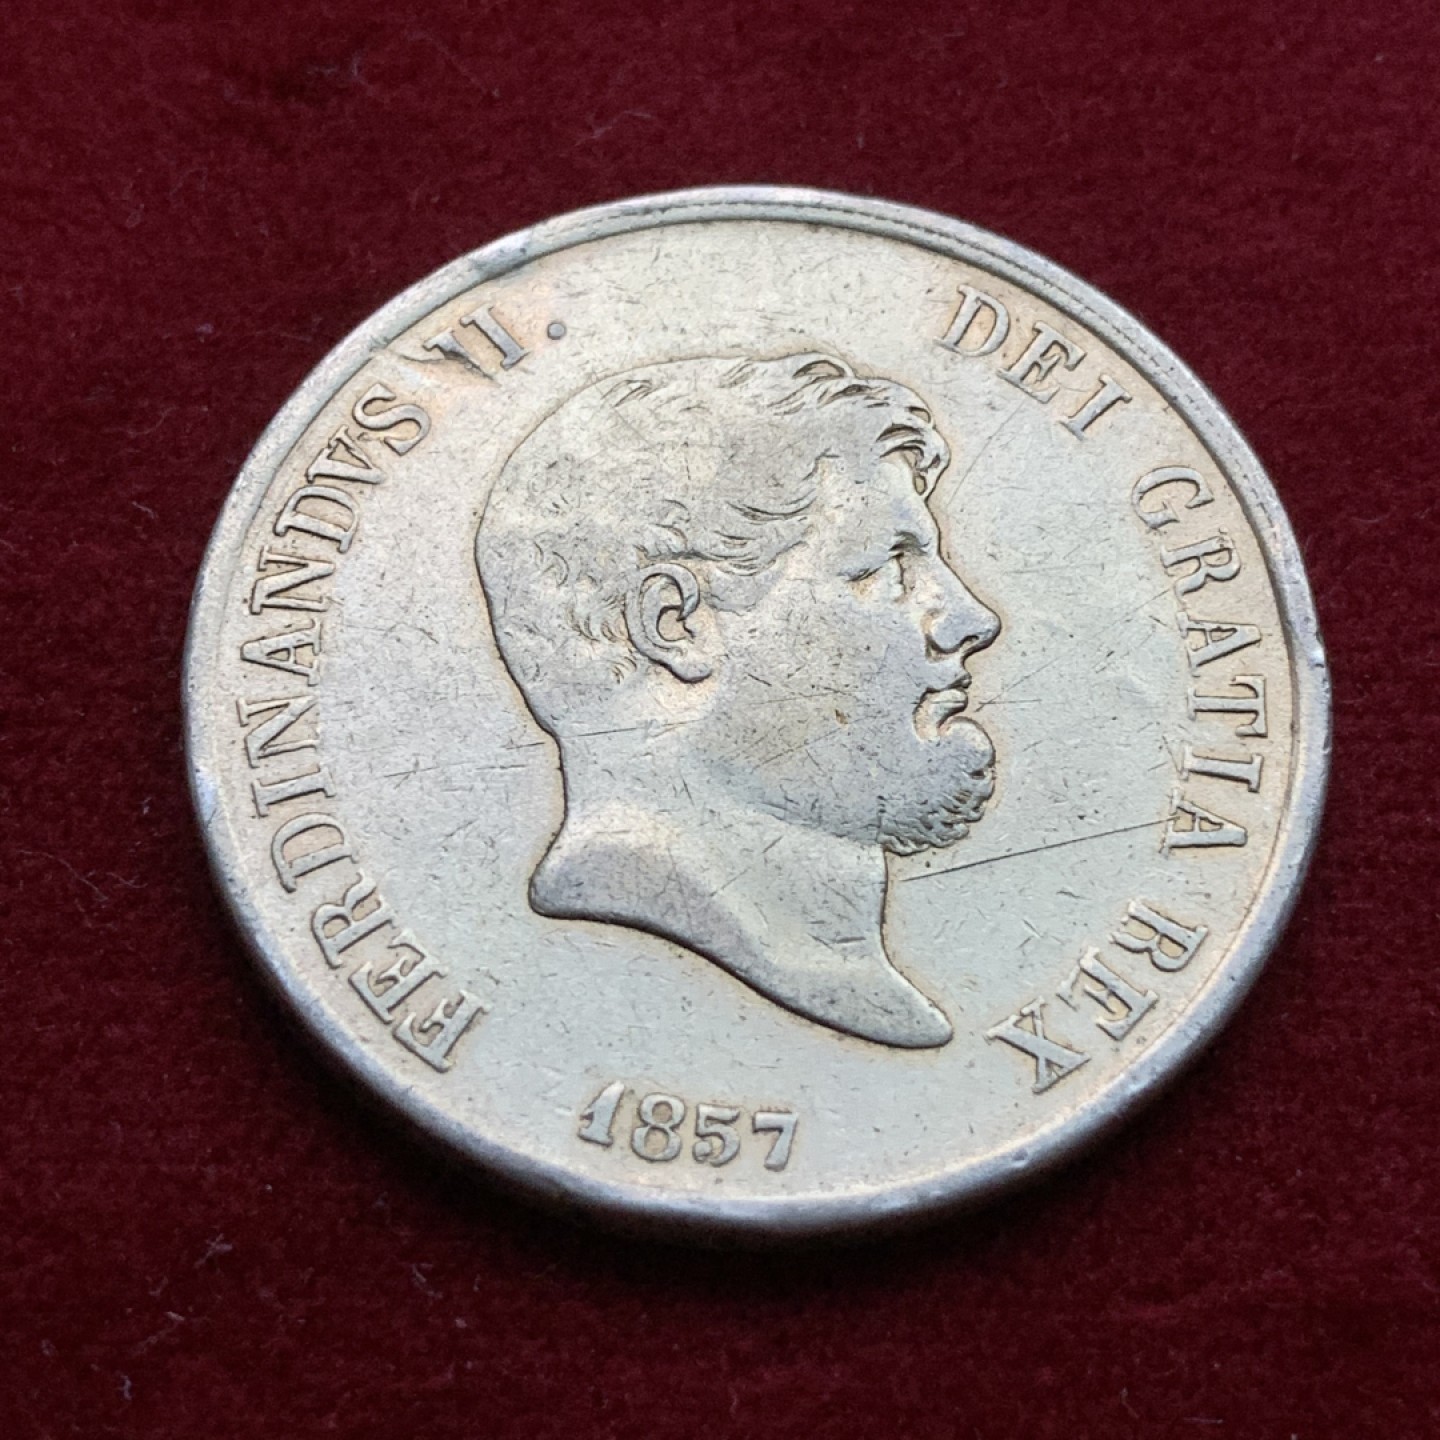 FERDINANDVS II. DEI GRATIA REX
1857